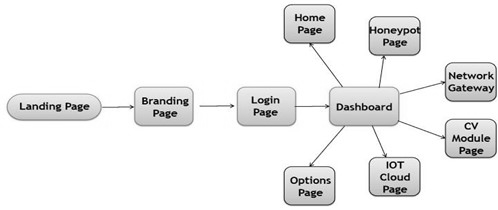 Home
Page
Honeypot
Page
Network
Gateway
Landing Page
Branding
Page
Login
Page
Dashboard
CV
Module
Page
Options
Page
IOT
Cloud
Page